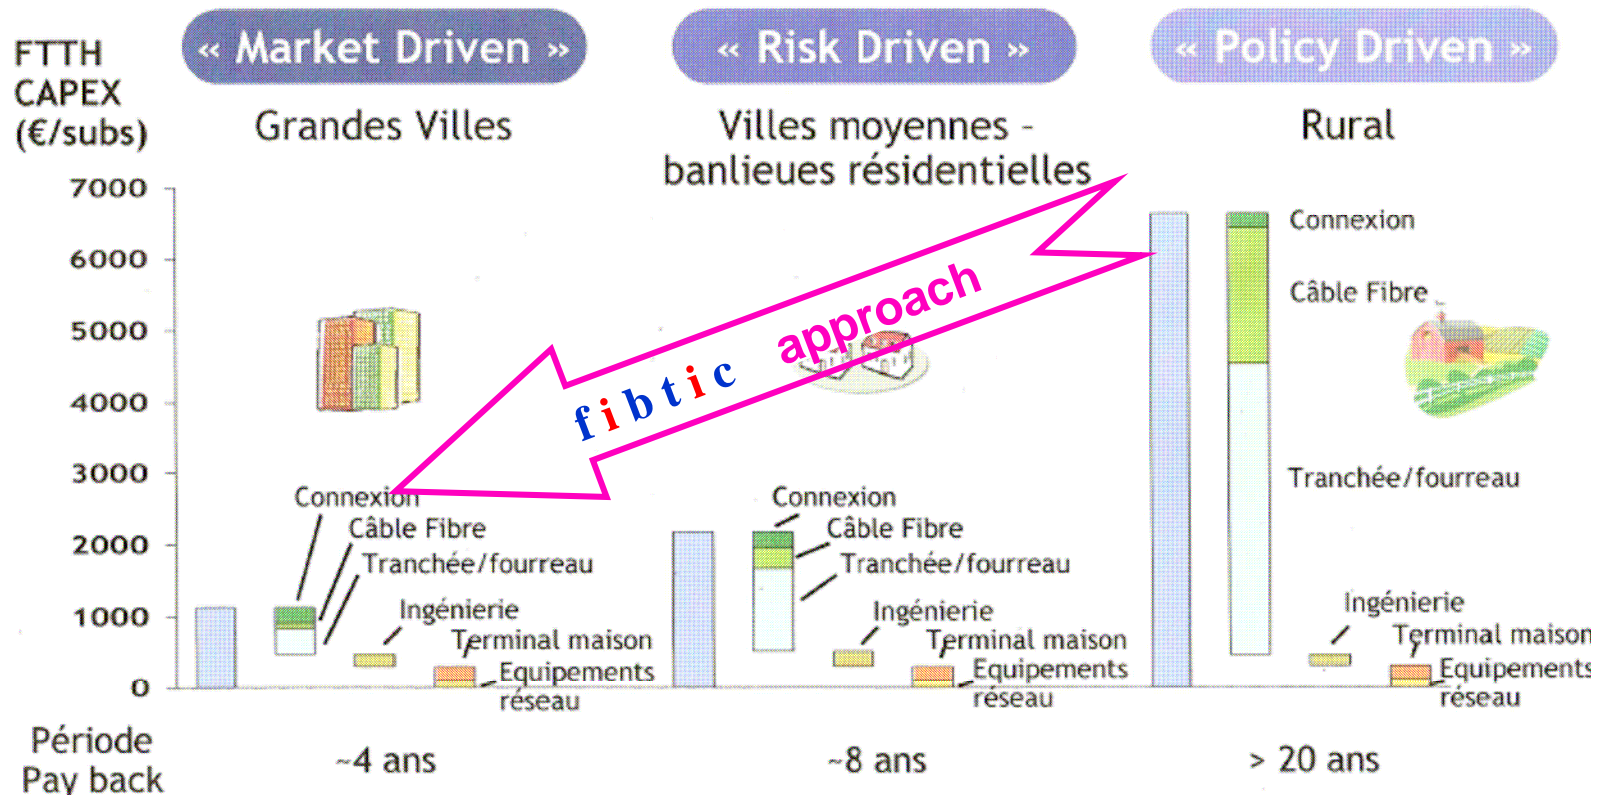 FTTH
CAPEX
(€/subs)
« Market Driven »
« Risk Driven »
« Policy Driven »
Grandes Villes
Villes moyennes -
banlieues résidentielles
Rural
7000
6000
5000
4000
3000
2000
1000
0
fibtic approach
Connexion
Câble Fibre
Tranchée/fourreau
Ingénierie
Terminal maison
Equipements
réseau
Connexion
Câble Fibre
Tranchée/fourreau
Ingénierie
Terminal maison
Equipements
réseau
Connexion
Câble Fibre
Tranchée/fourreau
Ingénierie
Terminal maison
Equipements
réseau
Période
Pay back
~4 ans
~8 ans
> 20 ans